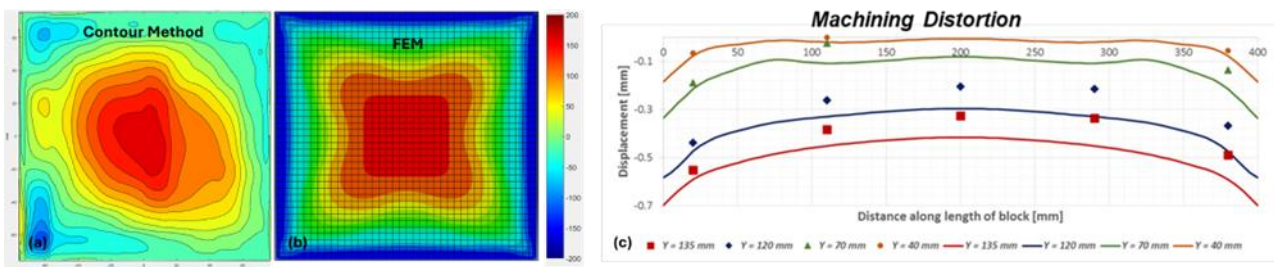 Contour Method
(a)
FEM
(b)
200
150
100
50
0
-50
-100
-150
-200
Machining Distortion
0 50 100 150 200 250 300 350 400
-0.1
-0.3
-0.5
-0.7
Displacement [mm]
Distance along length of block [mm]
(c)
Y = 135 mm Y = 120 mm Y = 70 mm Y = 40 mm Y = 135 mm Y = 120 mm Y = 70 mm Y = 40 mm